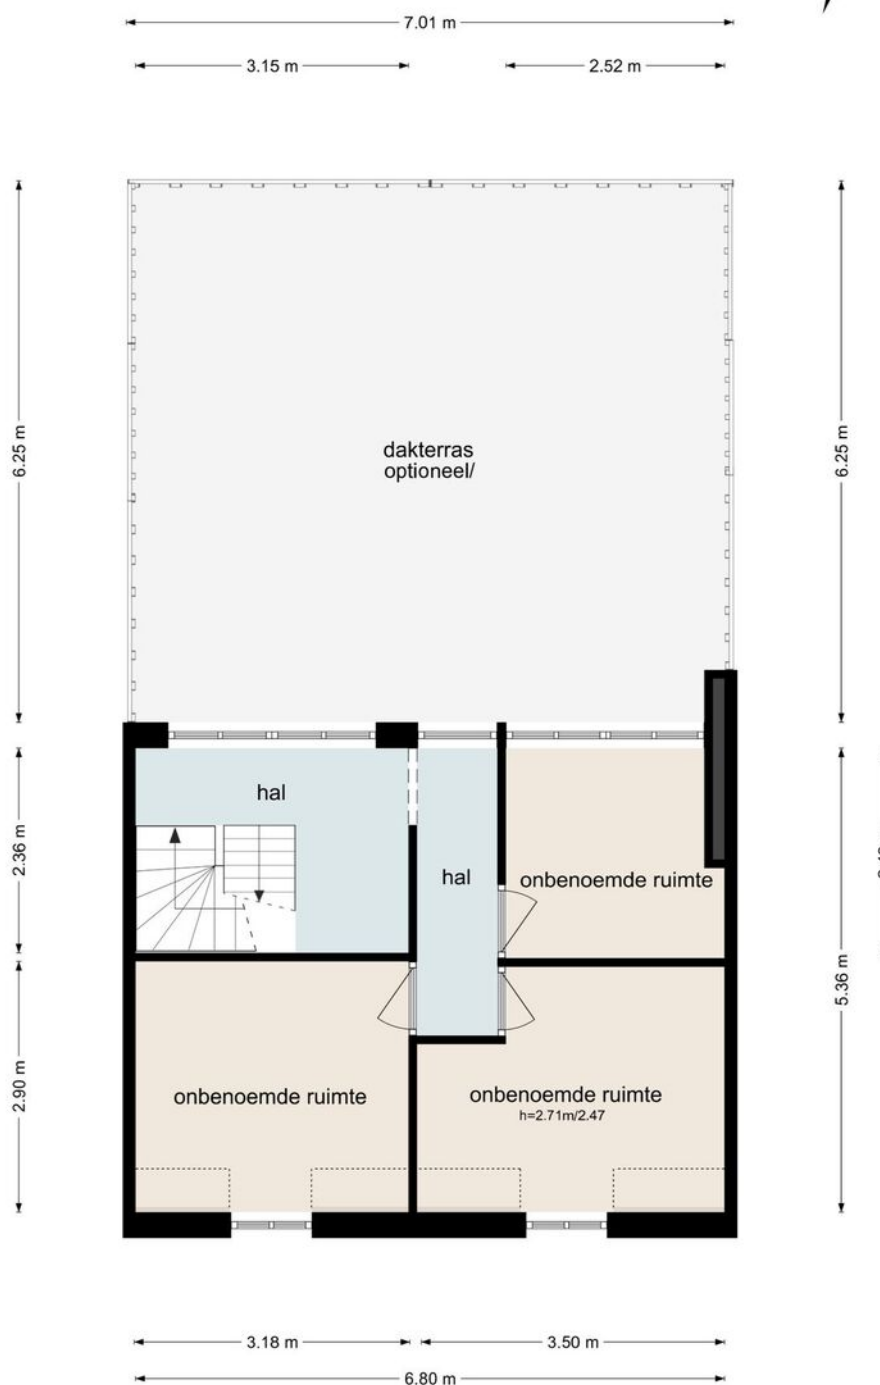 7.01 m
3.15 m
2.52 m
6.25 m
6.25 m
dakterras
optioneel/
hal
2.36 m
hal
onbenoemde ruimte
5.36 m
2.90 m
onbenoemde ruimte
onbenoemde ruimte
h=2.71m/2.47
3.18 m
3.50 m
6.80 m